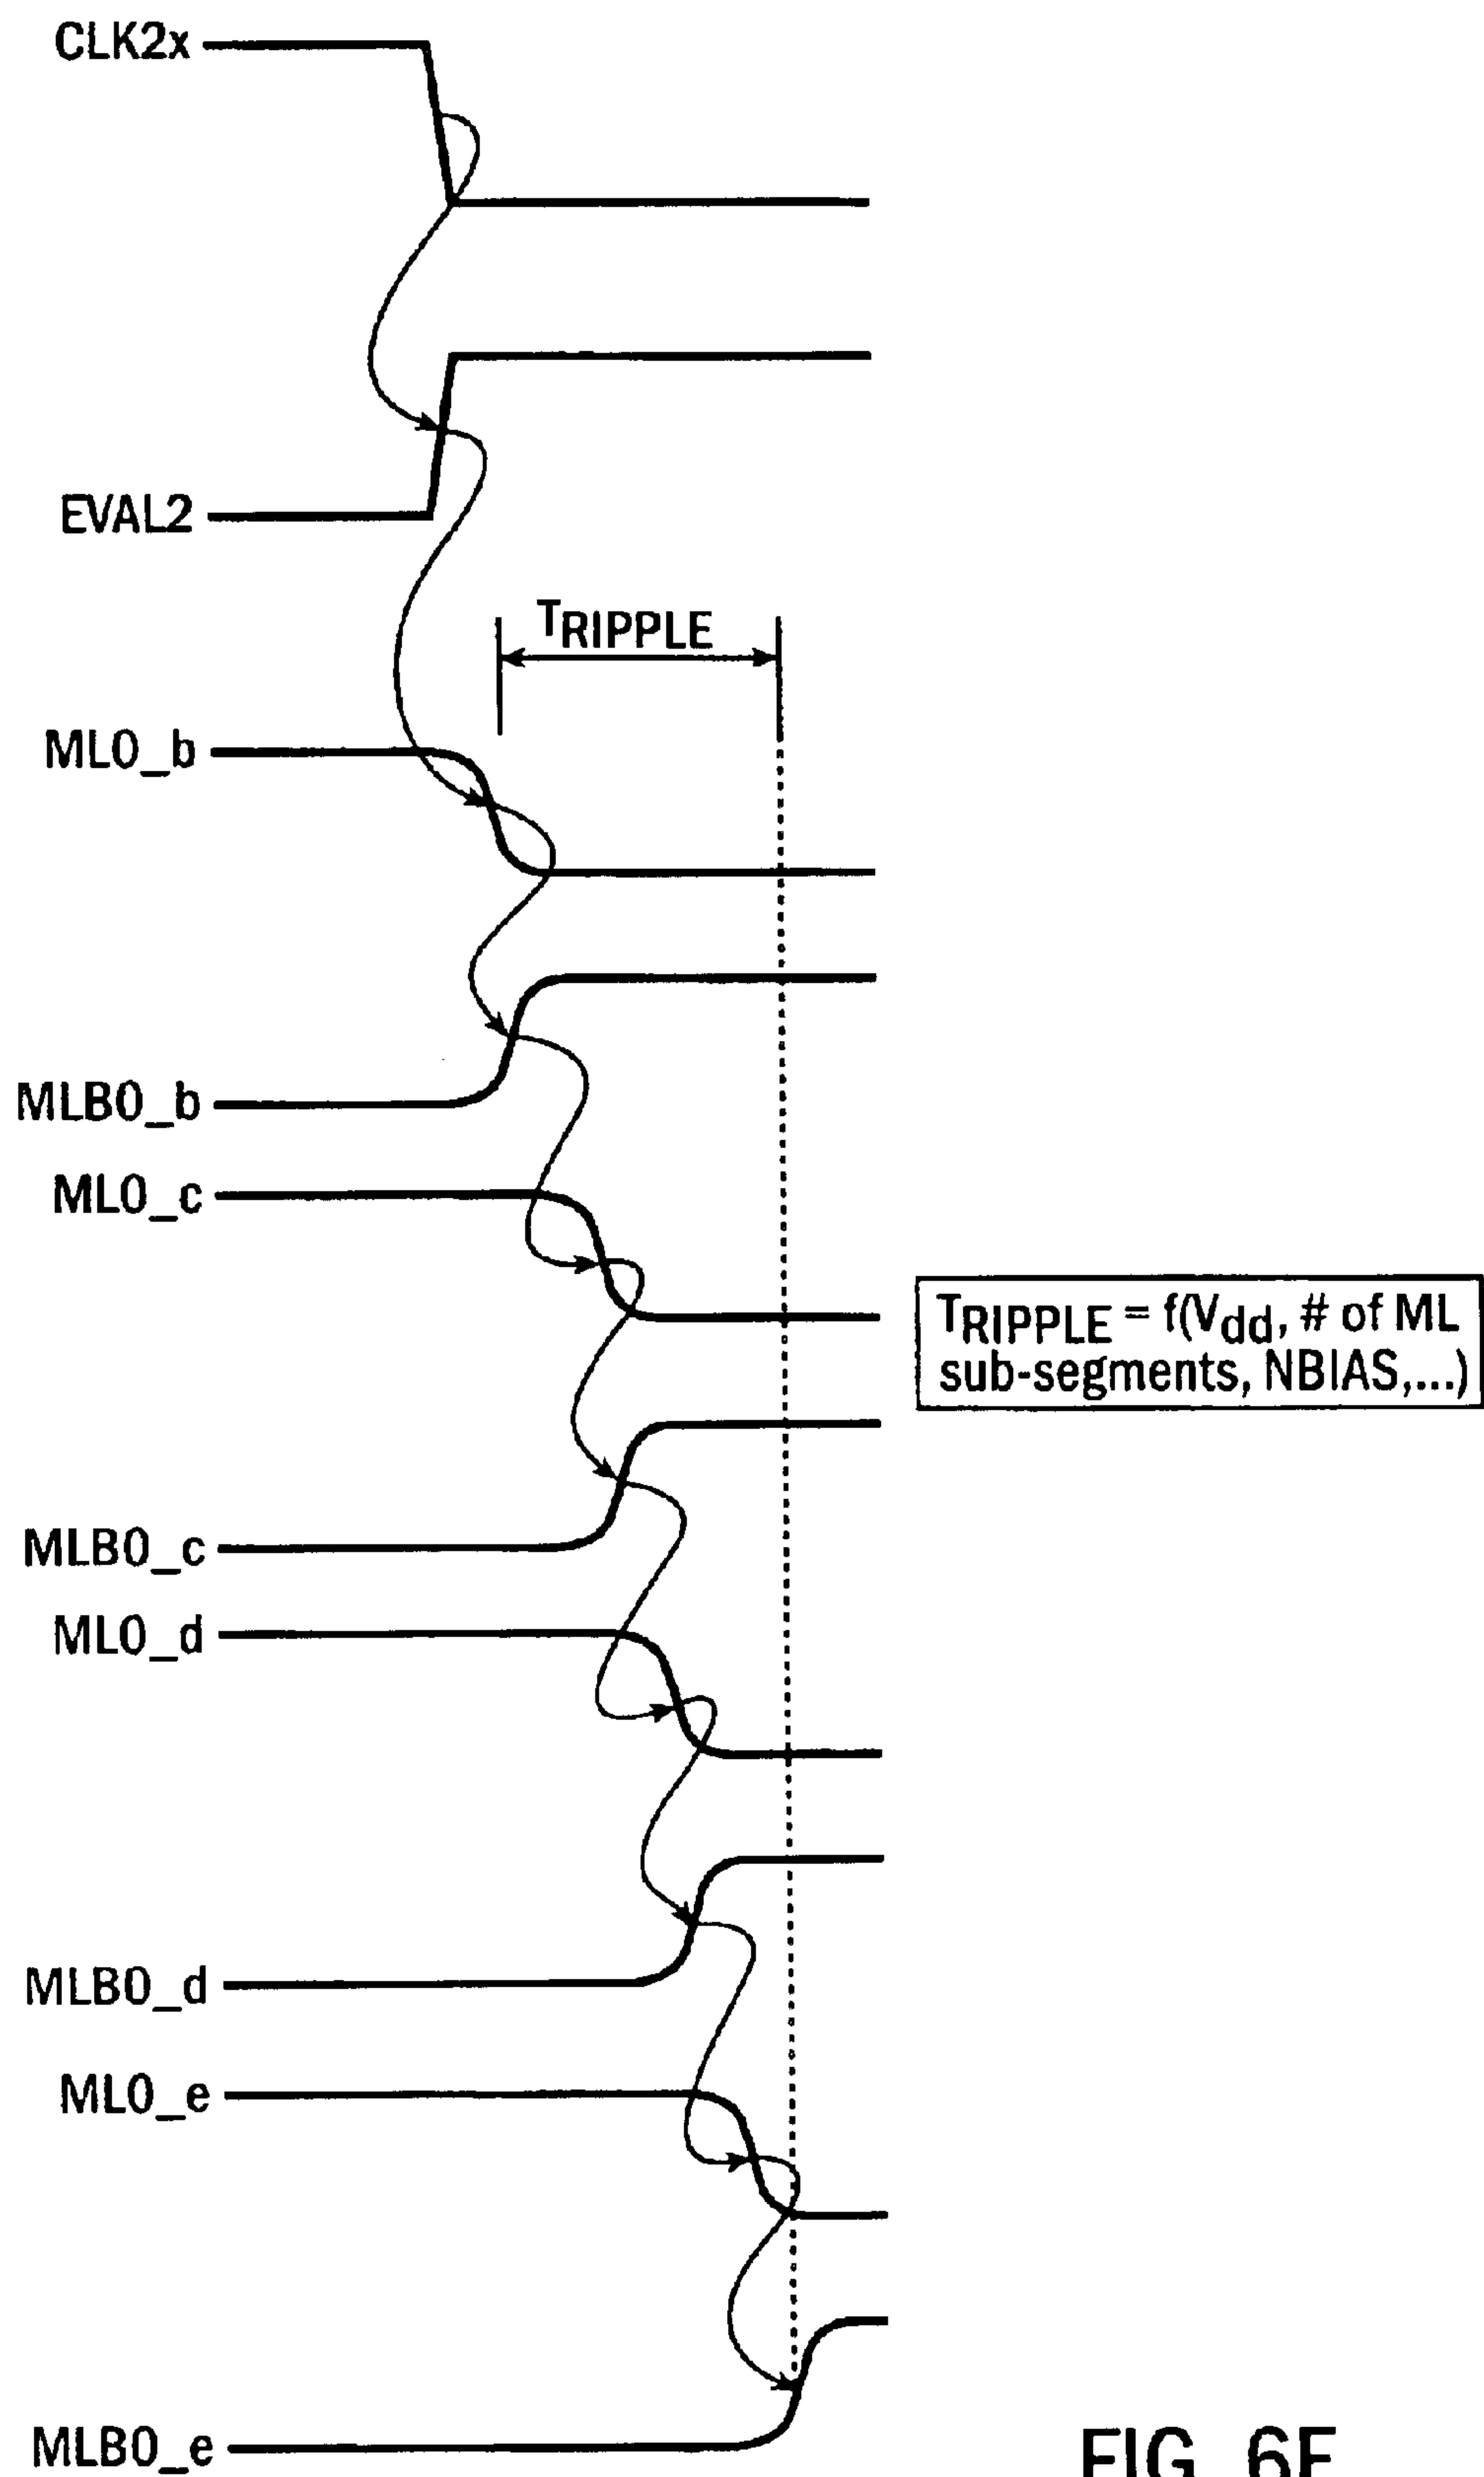 CLK2x
EVAL2
TRIPPLE
ML0_b
MLB0_b
ML0_c
TRIPPLE = f(Vdd, # of ML
sub-segments, NBIAS,...)
MLB0_c
ML0_d
MLB0_d
ML0_e
MLB0_e